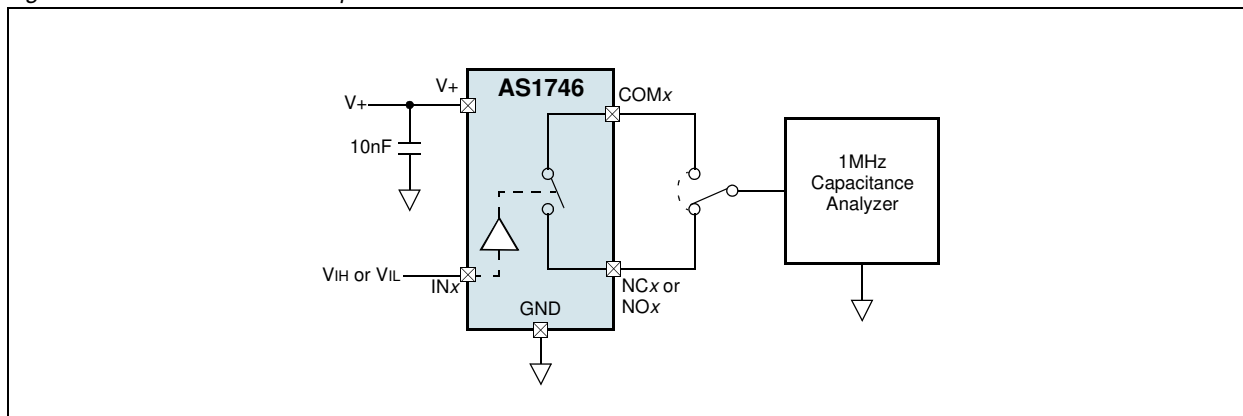 V+
V+
AS1746
COMx
10nF
1MHz
Capacitance
Analyzer
VIH or VIL
INx
GND
NCx or
NOx